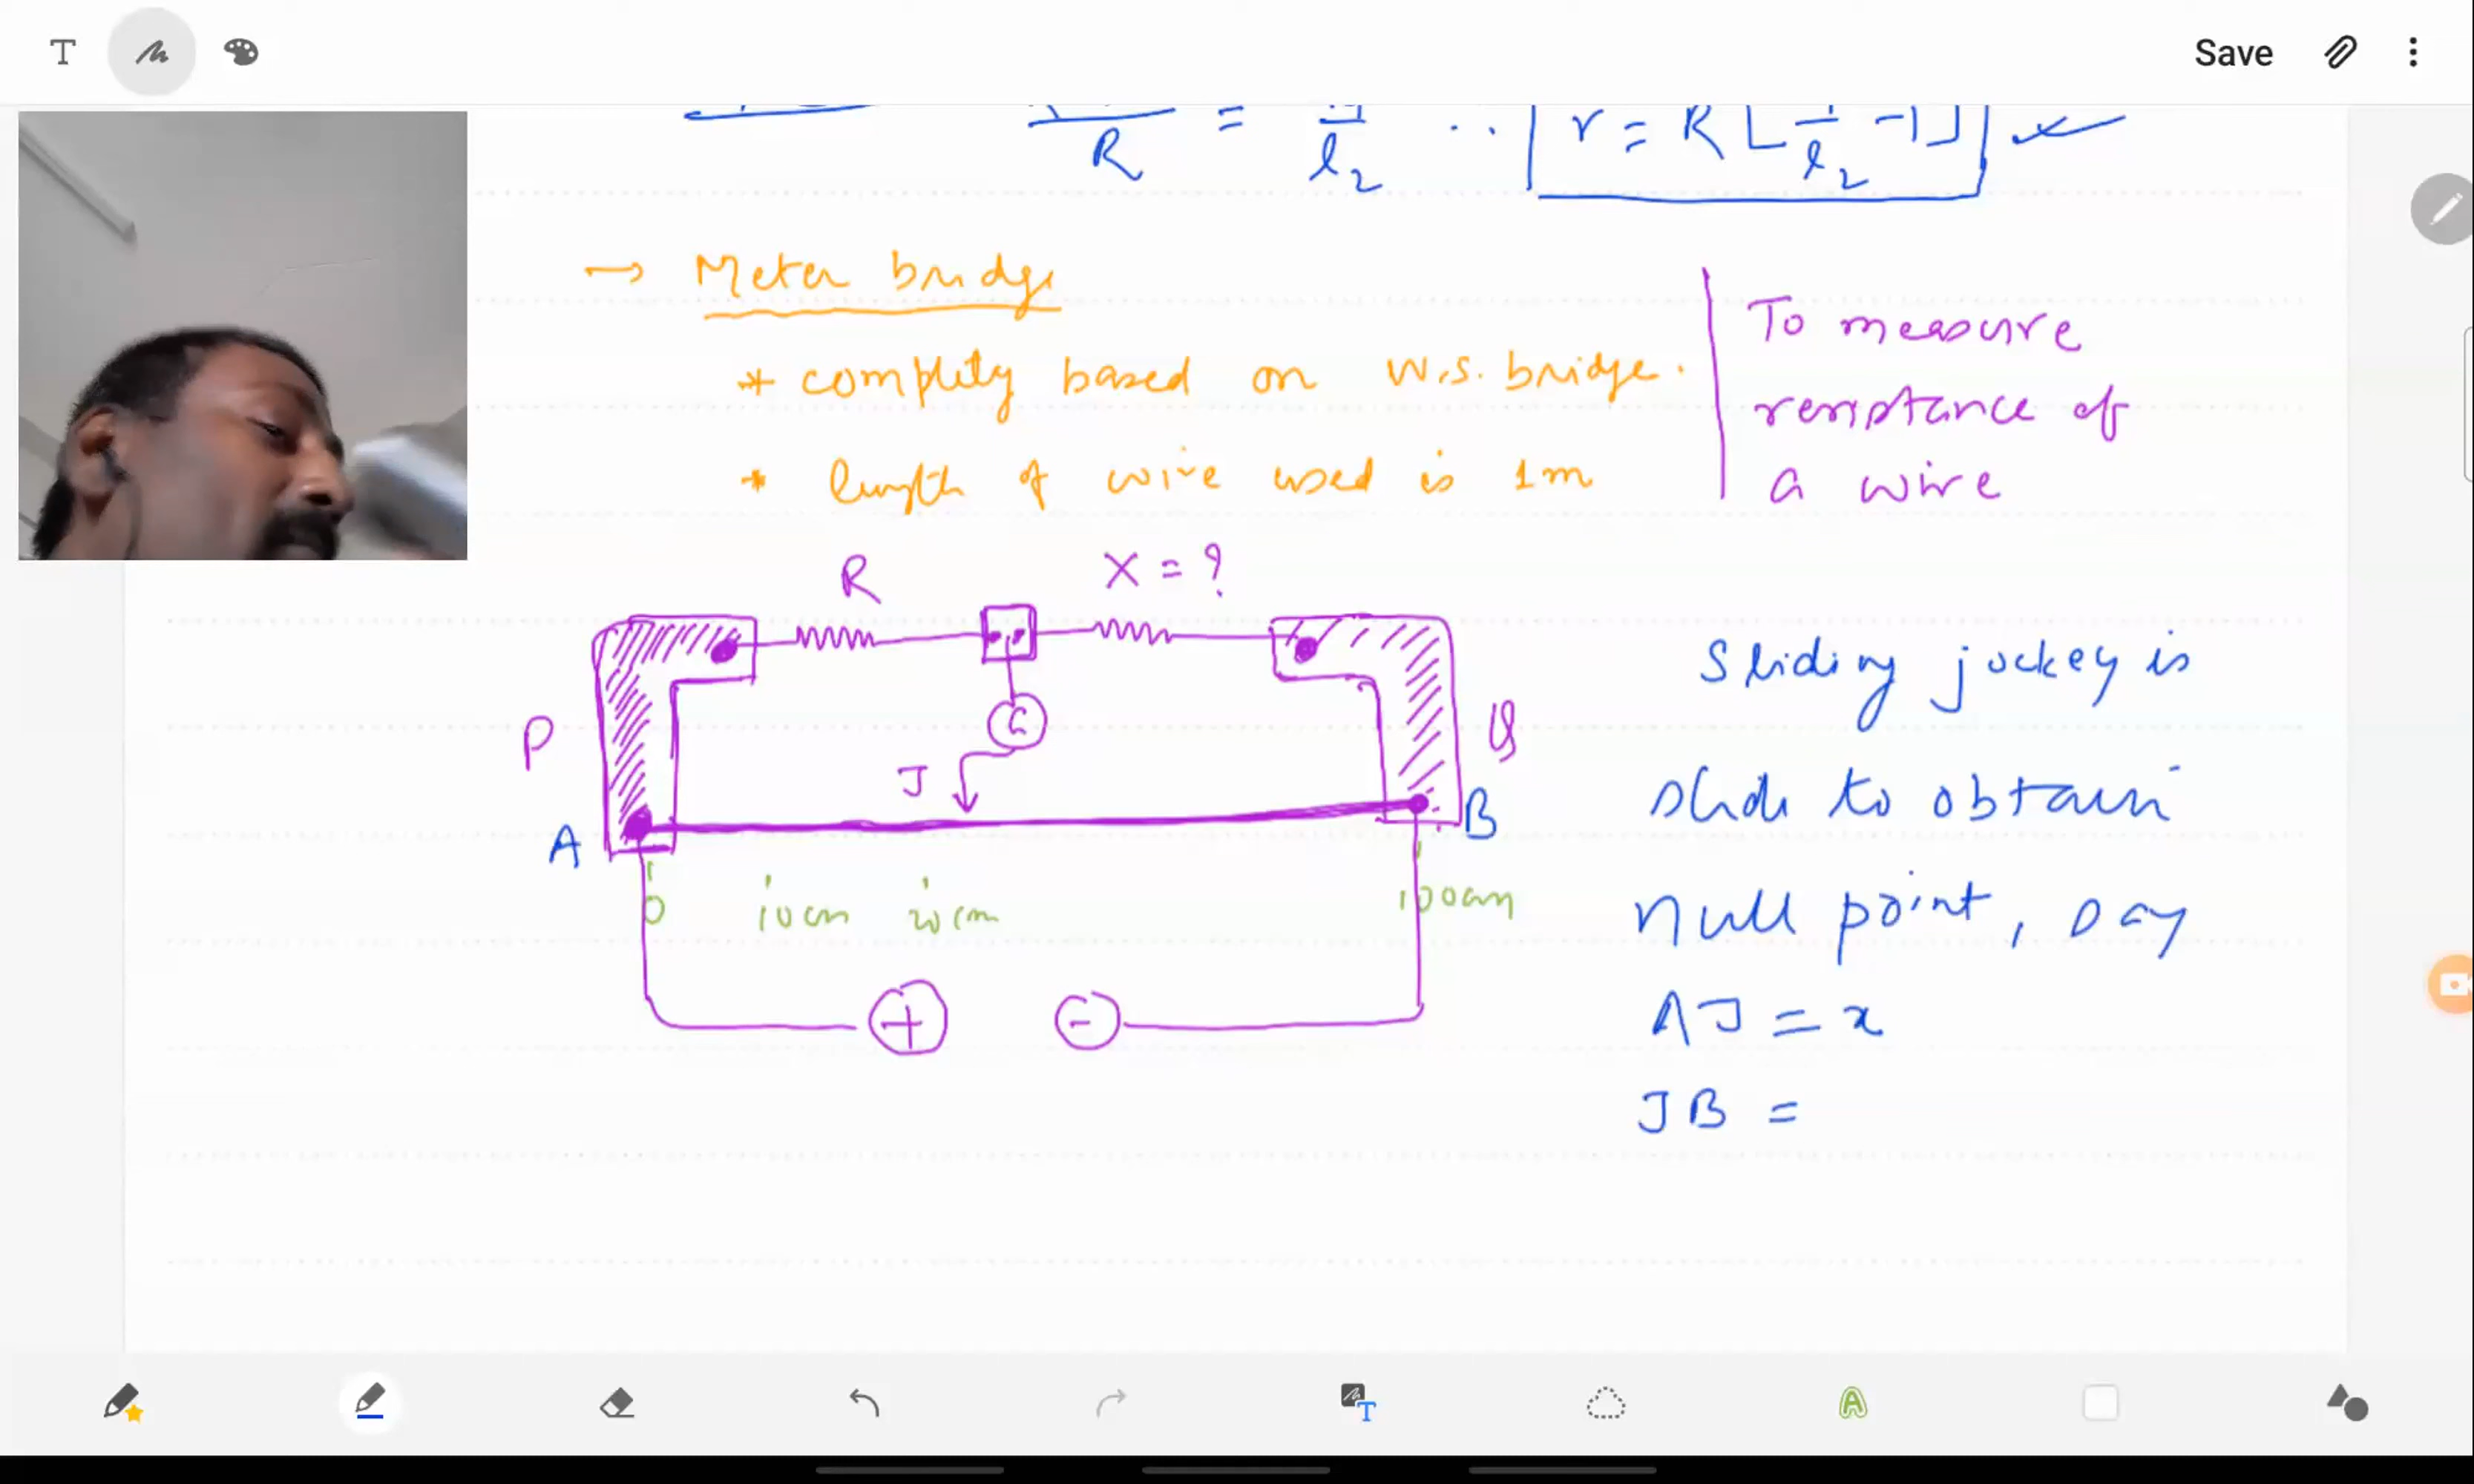 Save
R = l2 .. r = R [ l2 -1]
→ Meter bridge
* complity based on W.S. bridge.
* length of wire used is 1m
To measure
resistance of
a wire
R X = ?
P G Q
J
A B
0 10cm 20cm 100cm
+ -
Sliding jockey is
slide to obtain
null point, say
AJ = x
JB =